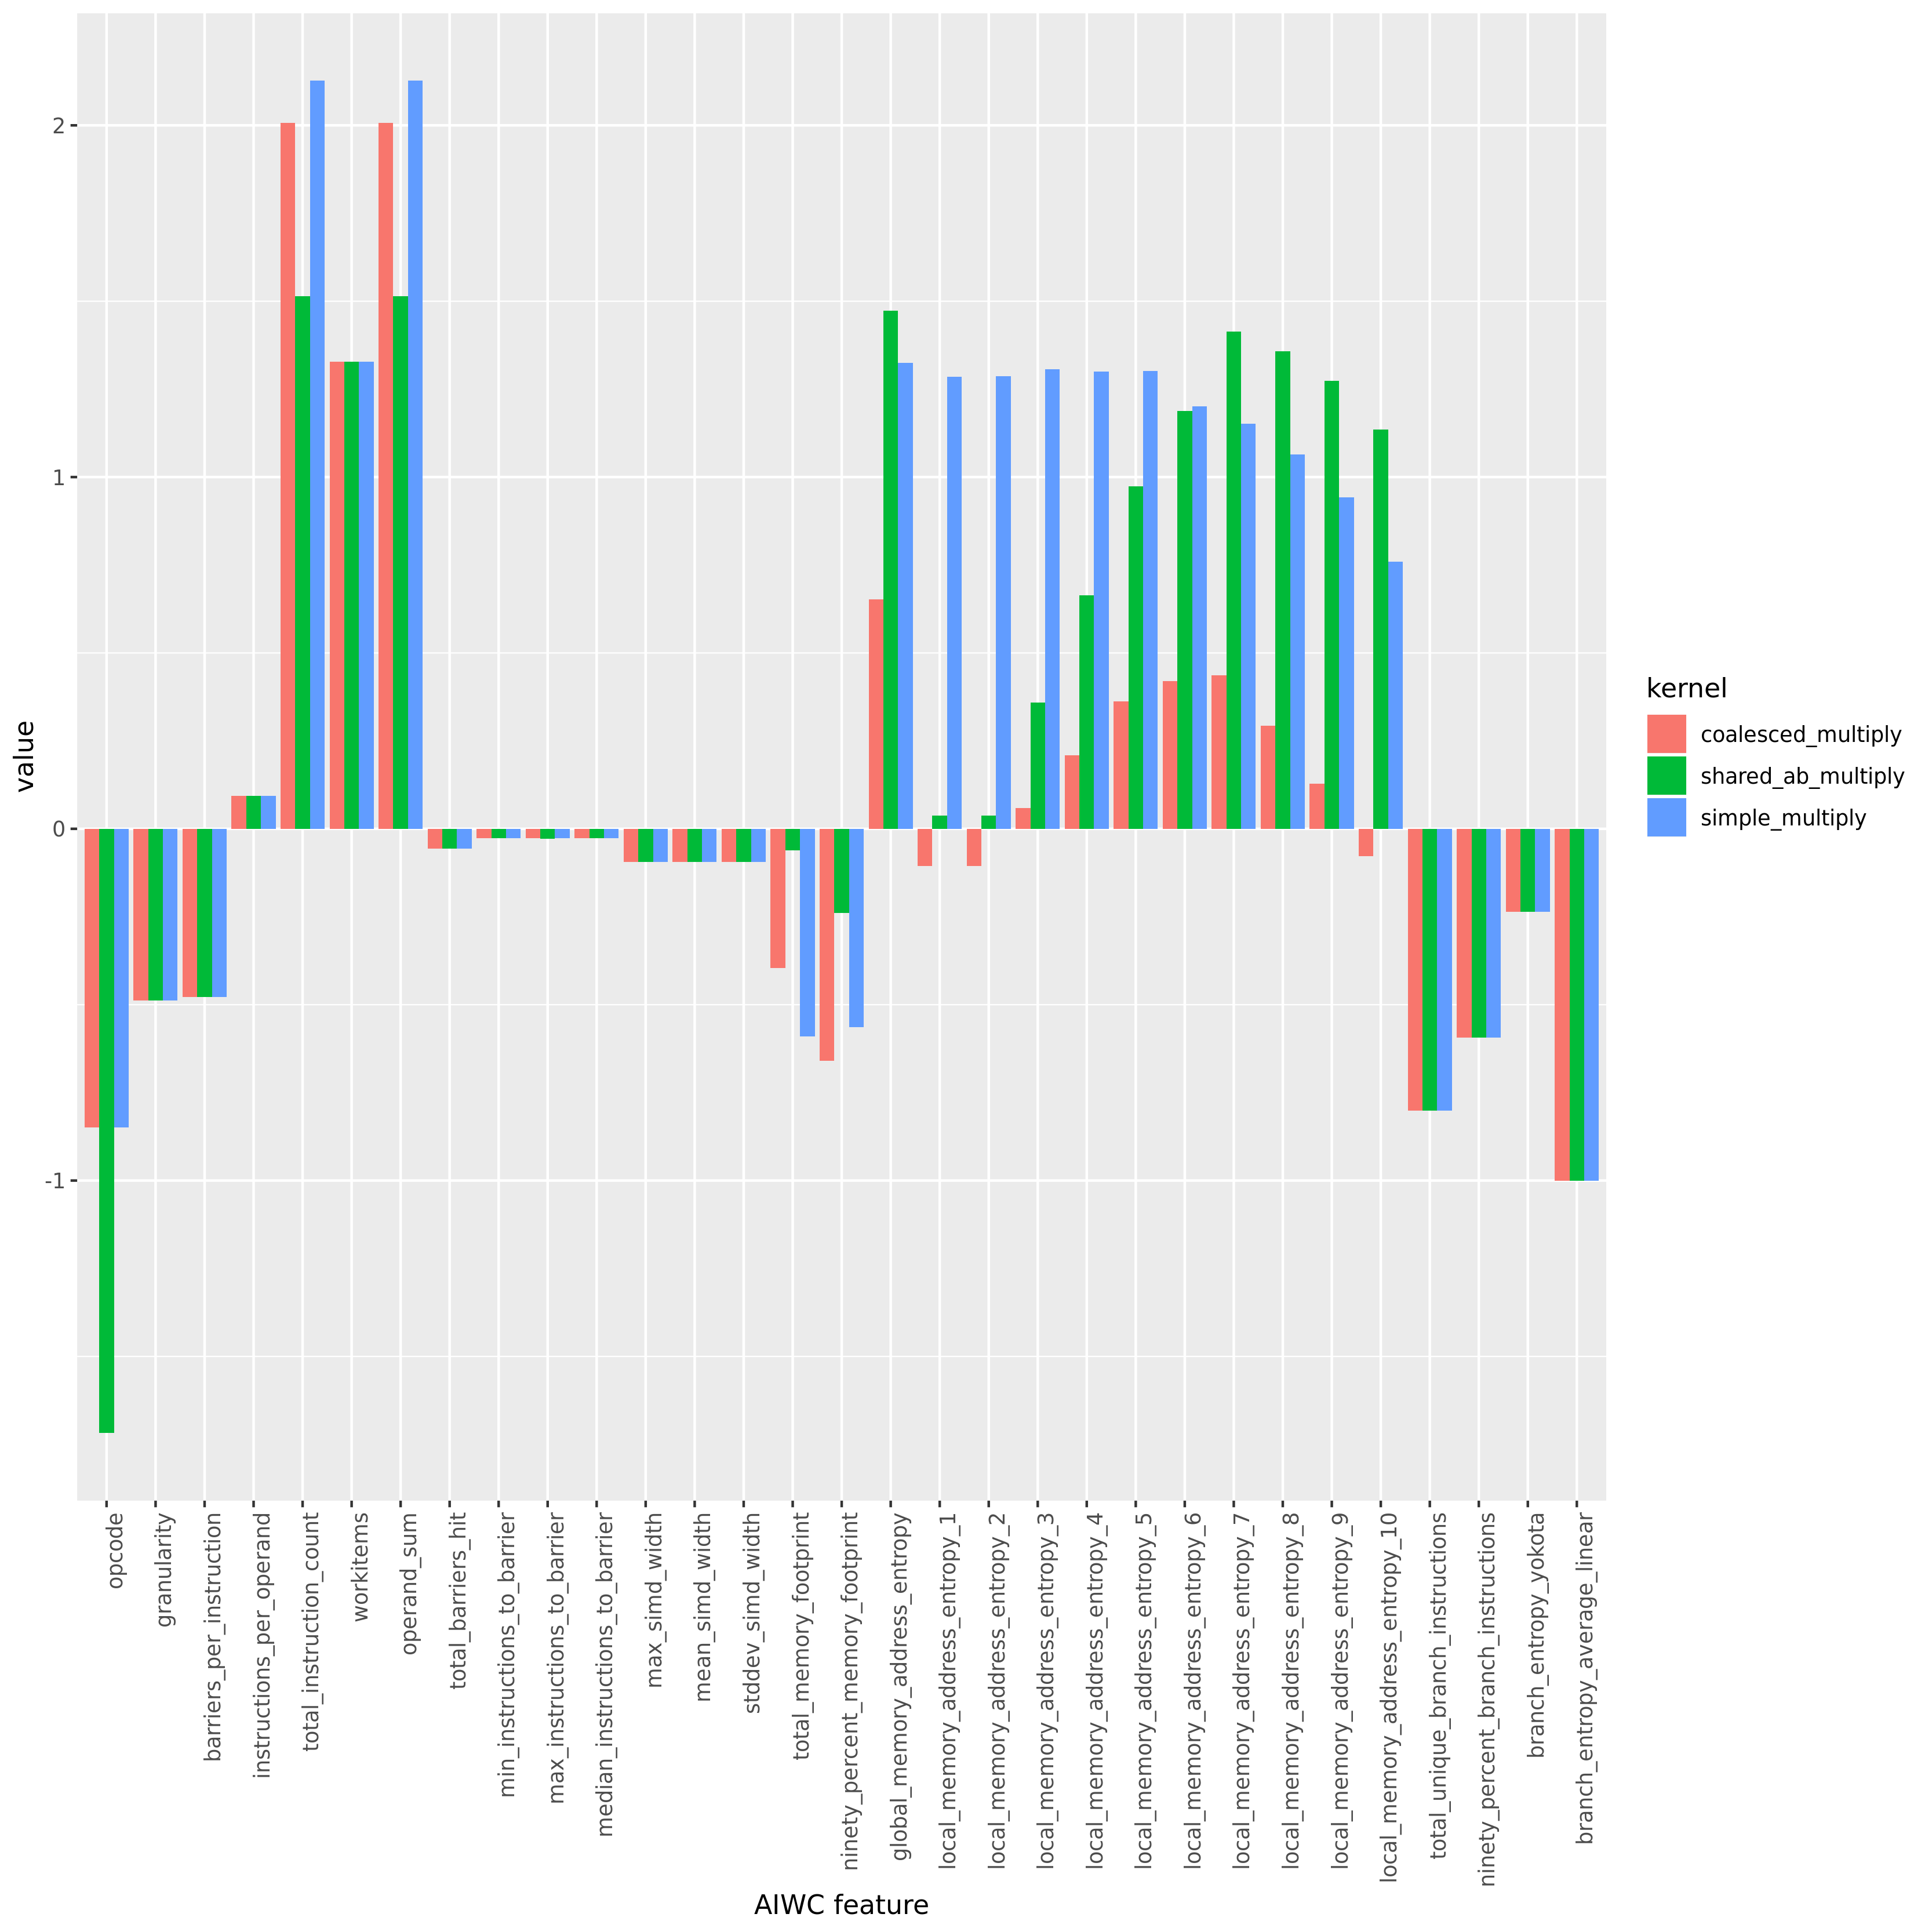 value
2
1
0
-1
opcode
granularity
barriers_per_instruction
instructions_per_operand
total_instruction_count
workitems
operand_sum
total_barriers_hit
min_instructions_to_barrier
max_instructions_to_barrier
median_instructions_to_barrier
max_simd_width
mean_simd_width
stddev_simd_width
total_memory_footprint
ninety_percent_memory_footprint
global_memory_address_entropy
local_memory_address_entropy_1
local_memory_address_entropy_2
local_memory_address_entropy_3
local_memory_address_entropy_4
local_memory_address_entropy_5
local_memory_address_entropy_6
local_memory_address_entropy_7
local_memory_address_entropy_8
local_memory_address_entropy_9
local_memory_address_entropy_10
total_unique_branch_instructions
ninety_percent_branch_instructions
branch_entropy_yokota
branch_entropy_average_linear
AIWC feature
kernel
coalesced_multiply
shared_ab_multiply
simple_multiply